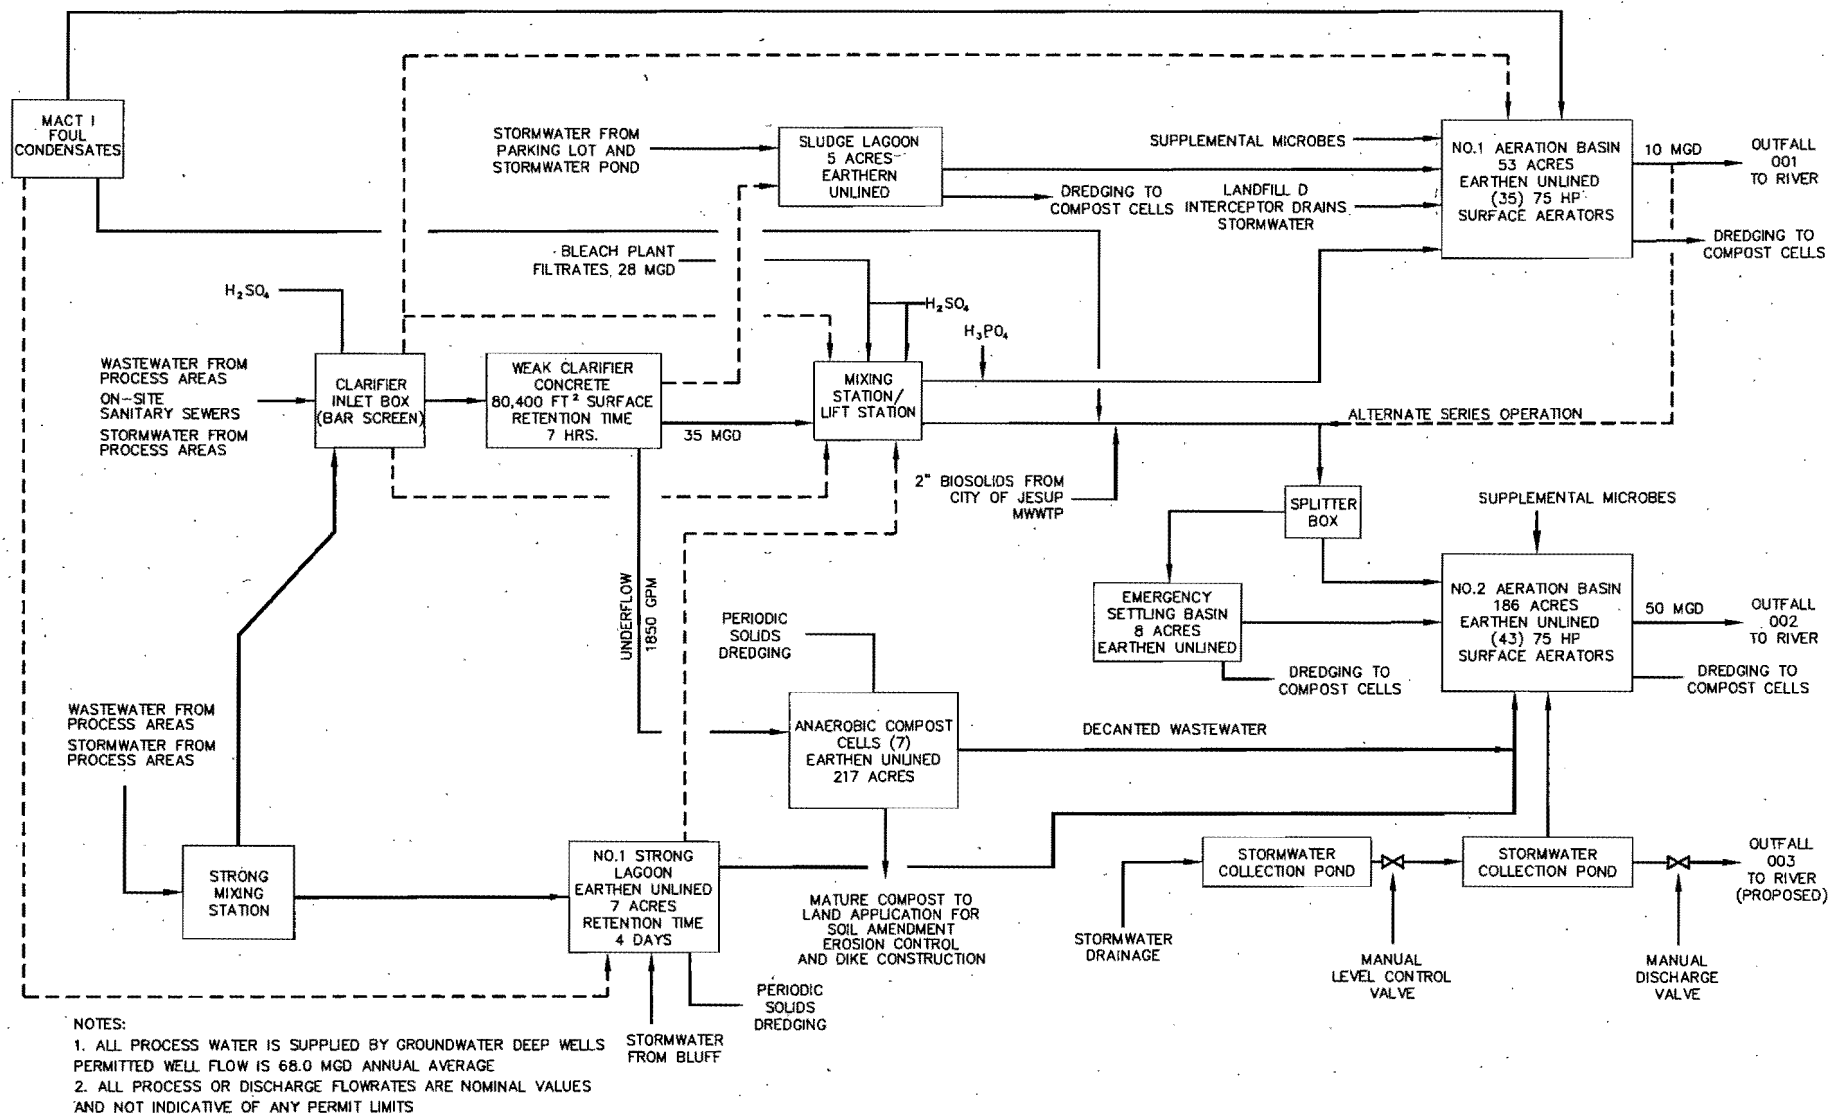 MACT I
FOUL
CONDENSATES
STORMWATER FROM
PARKING LOT AND
STORMWATER POND
SLUDGE LAGOON
5 ACRES
EARTHERN
UNLINED
DREDGING TO
COMPOST CELLS
SUPPLEMENTAL MICROBES
LANDFILL D
INTERCEPTOR DRAINS
STORMWATER
NO.1 AERATION BASIN
53 ACRES
EARTHEN UNLINED
(35) 75 HP
SURFACE AERATORS
10 MGD
OUTFALL
001
TO RIVER
DREDGING TO
COMPOST CELLS
BLEACH PLANT
FILTRATES, 28 MGD
H₂SO₄
H₂SO₄
H₃PO₄
WASTEWATER FROM
PROCESS AREAS
ON-SITE
SANITARY SEWERS
STORMWATER FROM
PROCESS AREAS
CLARIFIER
INLET BOX
(BAR SCREEN)
WEAK CLARIFIER
CONCRETE
80,400 FT² SURFACE
RETENTION TIME
7 HRS.
35 MGD
MIXING
STATION/
LIFT STATION
ALTERNATE SERIES OPERATION
2" BIOSOLIDS FROM
CITY OF JESUP
MWWTP
SPLITTER
BOX
SUPPLEMENTAL MICROBES
UNDERFLOW
1850 GPM
EMERGENCY
SETTLING BASIN
8 ACRES
EARTHEN UNLINED
NO.2 AERATION BASIN
186 ACRES
EARTHEN UNLINED
(43) 75 HP
SURFACE AERATORS
50 MGD
OUTFALL
002
TO RIVER
DREDGING TO
COMPOST CELLS
DREDGING TO
COMPOST CELLS
PERIODIC
SOLIDS
DREDGING
ANAEROBIC COMPOST
CELLS (7)
EARTHEN UNLINED
217 ACRES
DECANTED WASTEWATER
WASTEWATER FROM
PROCESS AREAS
STORMWATER FROM
PROCESS AREAS
STRONG
MIXING
STATION
NO.1 STRONG
LAGOON
EARTHEN UNLINED
7 ACRES
RETENTION TIME
4 DAYS
MATURE COMPOST TO
LAND APPLICATION FOR
SOIL AMENDMENT
EROSION CONTROL
AND DIKE CONSTRUCTION
STORMWATER
COLLECTION POND
STORMWATER
COLLECTION POND
OUTFALL
003
TO RIVER
(PROPOSED)
STORMWATER
DRAINAGE
MANUAL
LEVEL CONTROL
VALVE
MANUAL
DISCHARGE
VALVE
PERIODIC
SOLIDS
DREDGING
STORMWATER
FROM BLUFF
NOTES:
1. ALL PROCESS WATER IS SUPPLIED BY GROUNDWATER DEEP WELLS
PERMITTED WELL FLOW IS 68.0 MGD ANNUAL AVERAGE
2. ALL PROCESS OR DISCHARGE FLOWRATES ARE NOMINAL VALUES
AND NOT INDICATIVE OF ANY PERMIT LIMITS